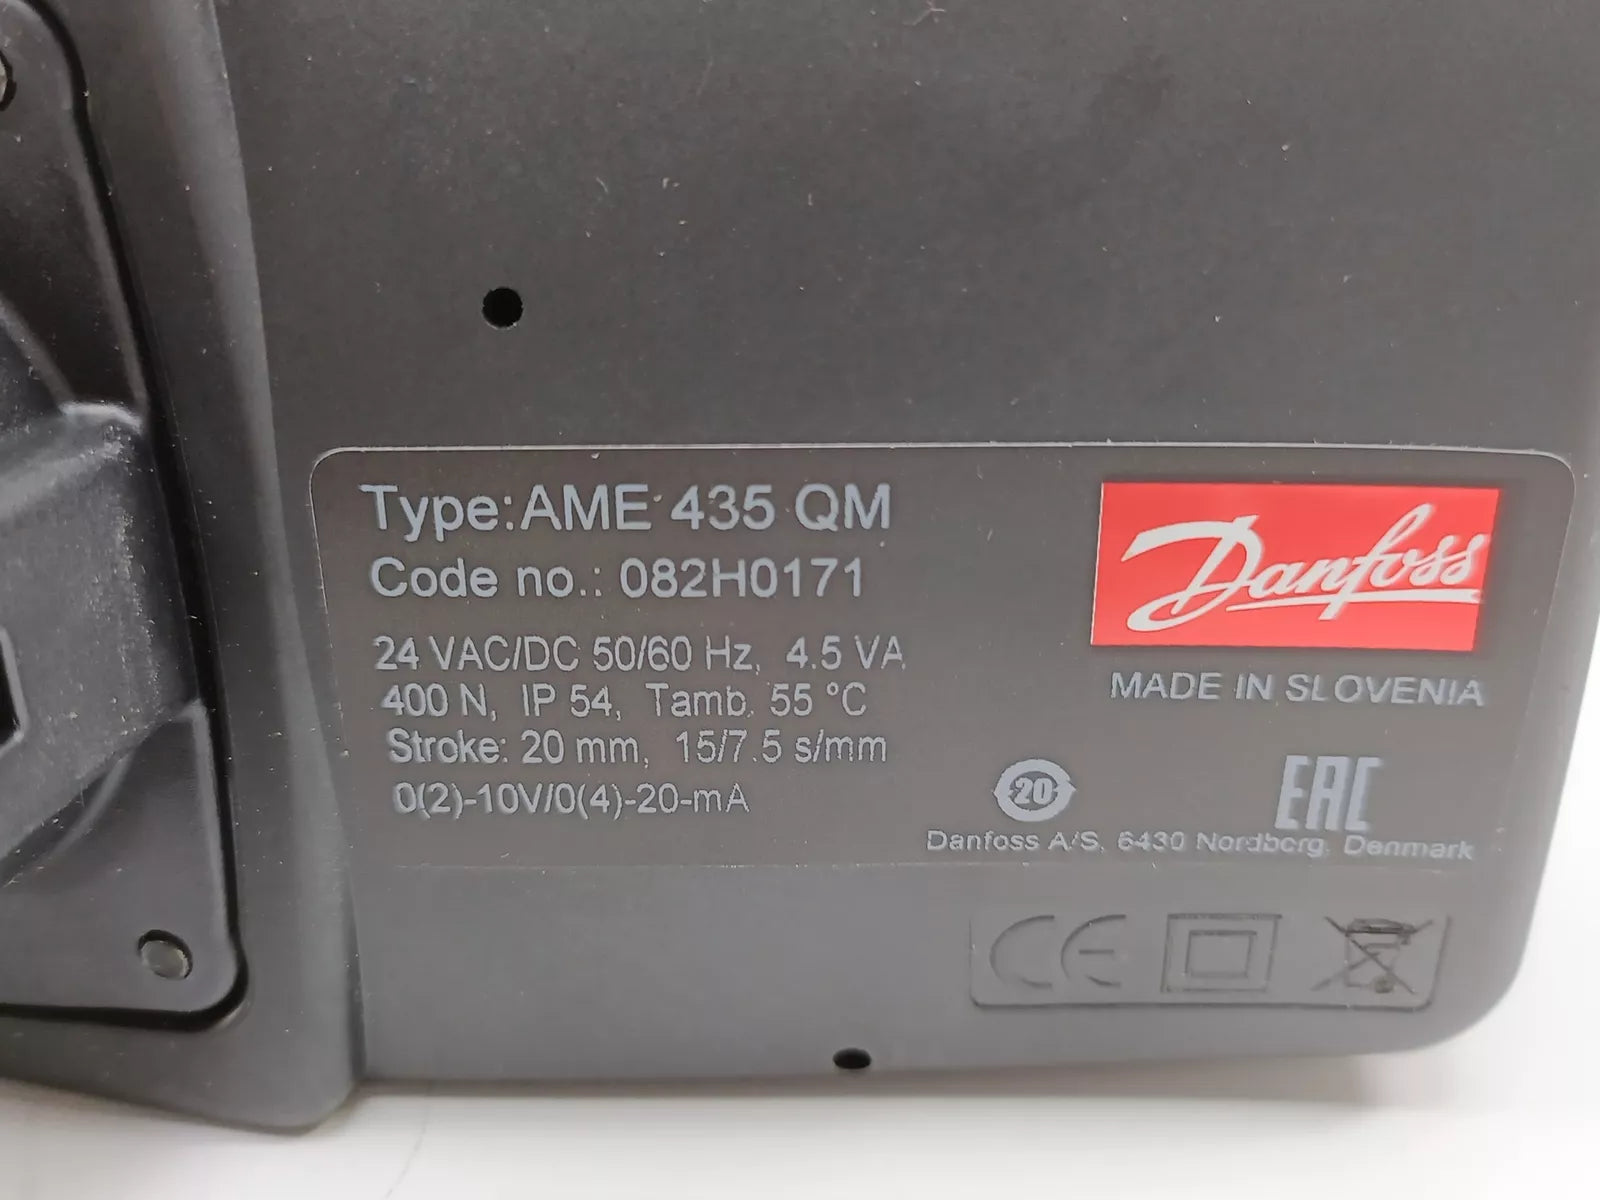 Type: AME 435 QM
Code no.: 082H0171
24 VAC/DC 50/60 Hz, 4.5 VA
400 N, IP 54, Tamb. 55 °C
Stroke: 20 mm, 15/7.5 s/mm
0(2)-10V/0(4)-20-mA
Danfoss
MADE IN SLOVENIA
20
EAC
Danfoss A/S, 6430 Nordborg, Denmark
CE